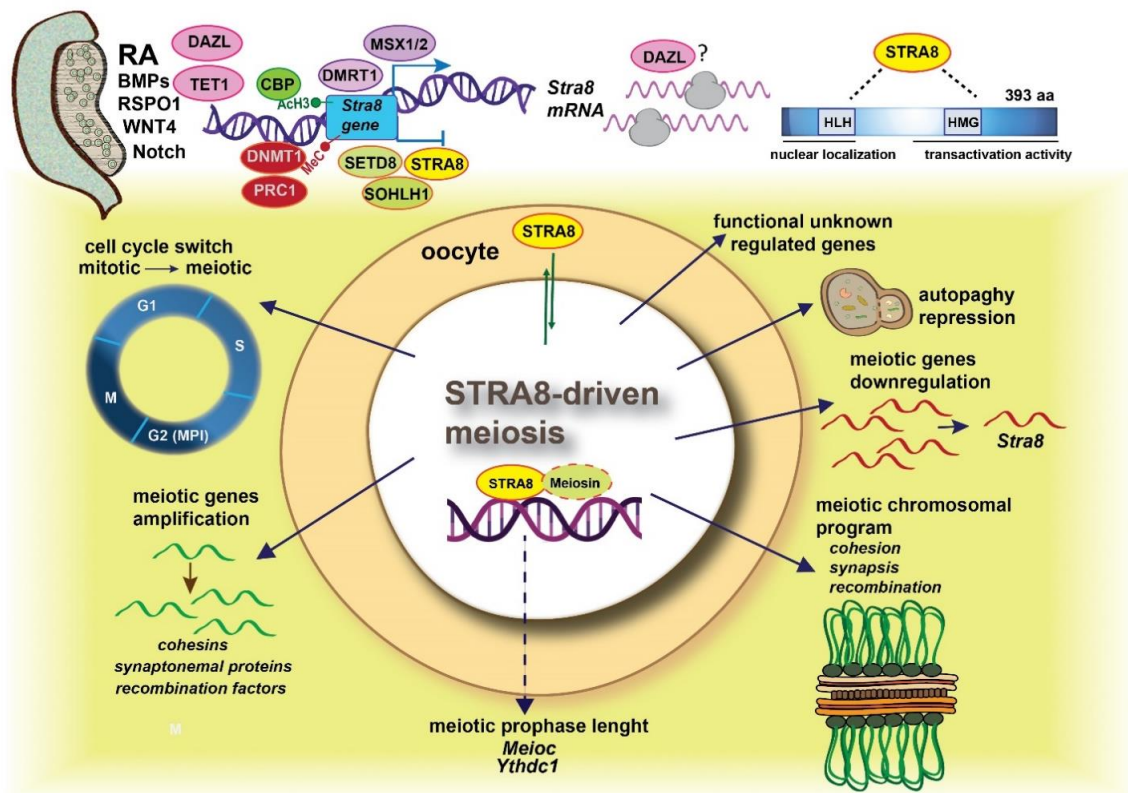 RA
BMPs
RSPO1
WNT4
Notch
DAZL
TET1
CBP
AcH3
DMRT1
MSX1/2
Stra8
gene
DNMT1
MeC
PRC1
SETD8
STRA8
SOHLH1
Stra8
mRNA
DAZL
?
STRA8
393 aa
HLH
HMG
nuclear localization
transactivation activity
cell cycle switch
mitotic → meiotic
G1
S
M
G2 (MPI)
oocyte
STRA8
functional unknown
regulated genes
autopaghy
repression
meiotic genes
downregulation
Stra8
STRA8-driven
meiosis
STRA8
Meiosin
meiotic genes
amplification
cohesins
synaptonemal proteins
recombination factors
M
meiotic chromosomal
program
cohesion
synapsis
recombination
meiotic prophase lenght
Meioc
Ythdc1